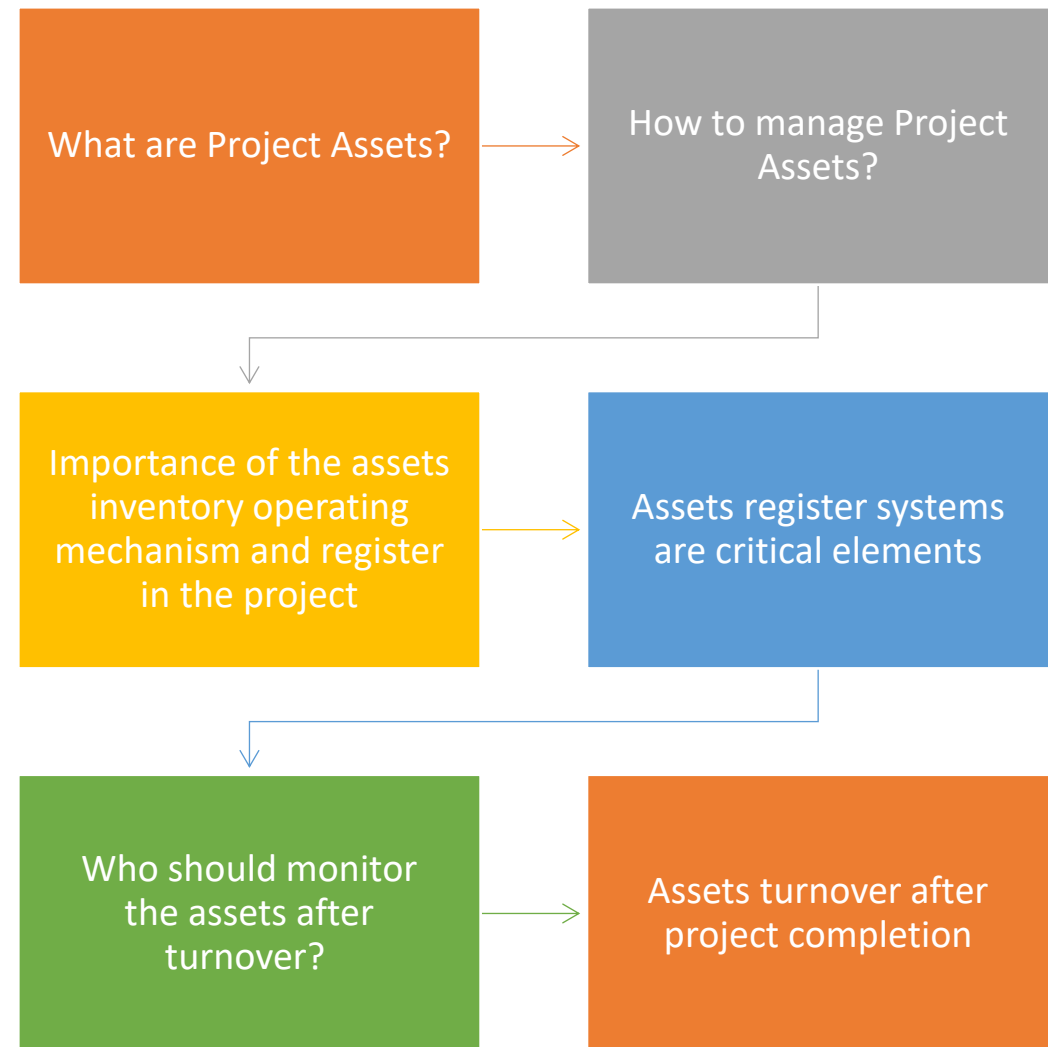 What are Project Assets?
How to manage Project
Assets?
Importance of the assets
inventory operating
mechanism and register
in the project
Assets register systems
are critical elements
Who should monitor
the assets after
turnover?
Assets turnover after
project completion